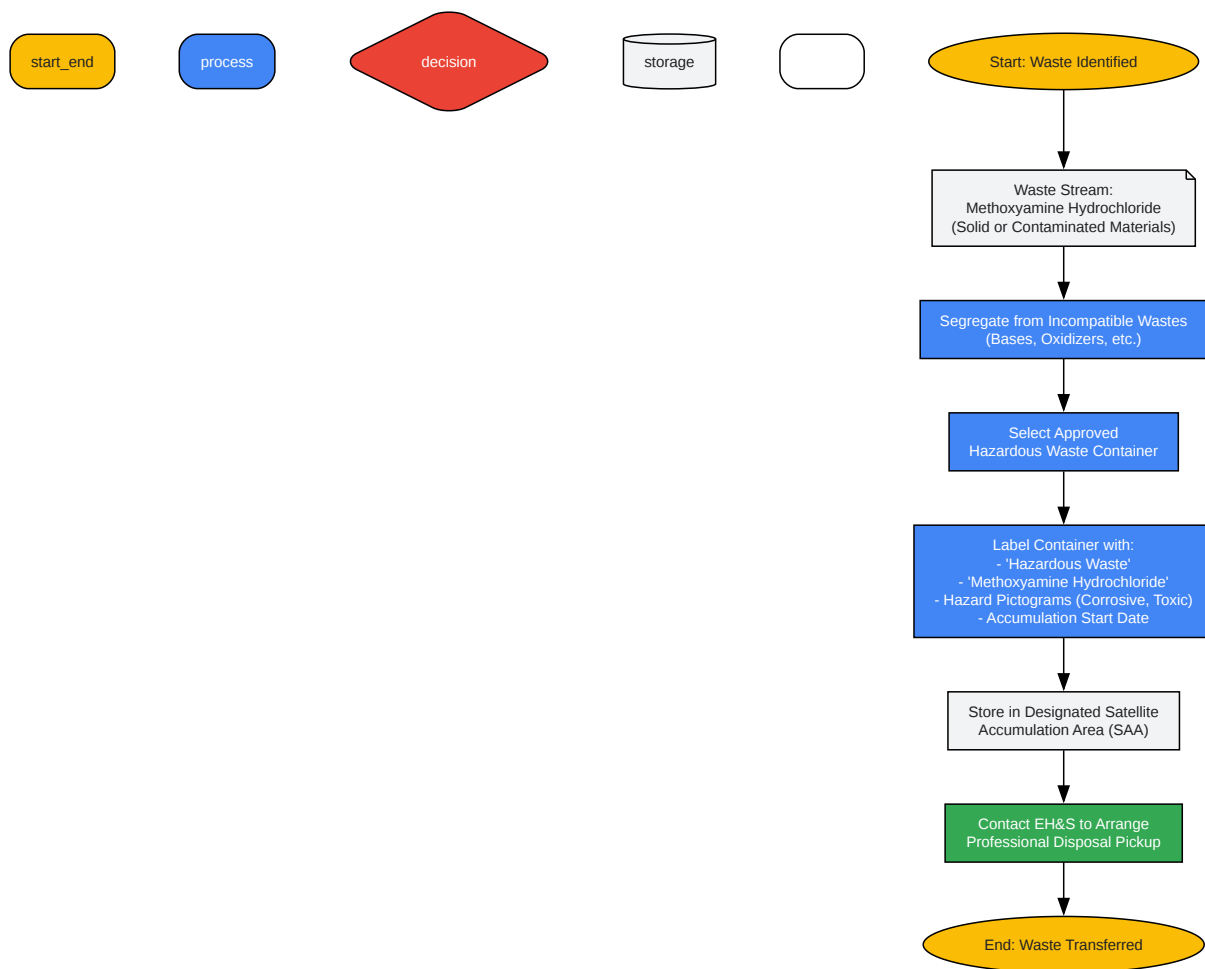 start_end
process
decision
storage
Start: Waste Identified
Waste Stream:
Methoxyamine Hydrochloride
(Solid or Contaminated Materials)
Segregate from Incompatible Wastes
(Bases, Oxidizers, etc.)
Select Approved
Hazardous Waste Container
Label Container with:
- 'Hazardous Waste'
- 'Methoxyamine Hydrochloride'
- Hazard Pictograms (Corrosive, Toxic)
- Accumulation Start Date
Store in Designated Satellite
Accumulation Area (SAA)
Contact EH&S to Arrange
Professional Disposal Pickup
End: Waste Transferred